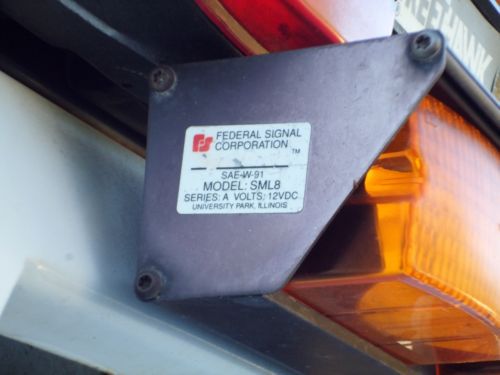 FEDERAL SIGNAL
CORPORATION TM
SAE-W-91
MODEL: SML8
SERIES: A VOLTS: 12VDC
UNIVERSITY PARK, ILLINOIS